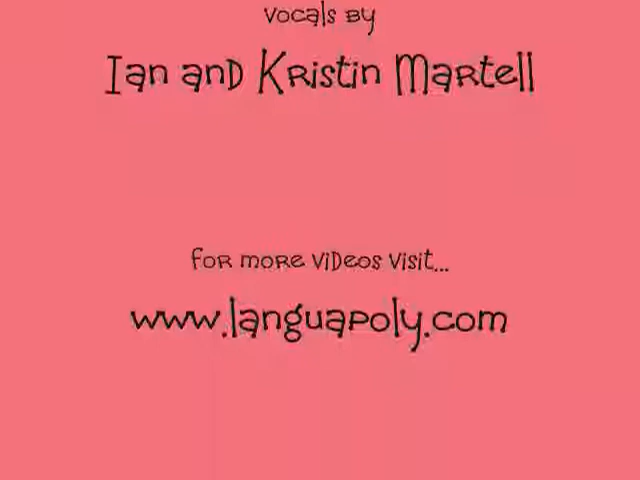 vocals by
Ian and Kristin Martell
for more videos visit...
www.languapoly.com